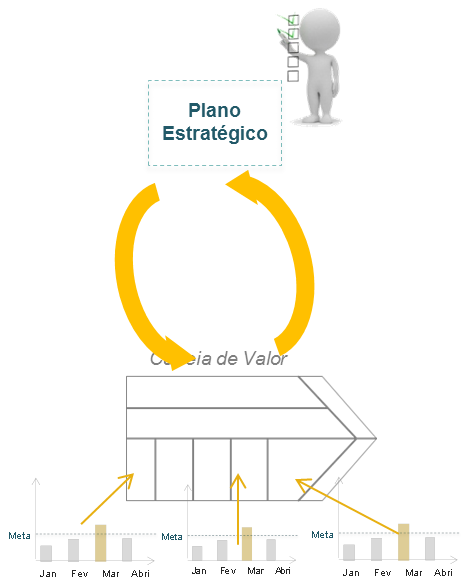 Plano
Estratégico
Cadeia de Valor
Meta
Jan Fev Mar Abri
Meta
Jan Fev Mar Abri
Meta
Jan Fev Mar Abri